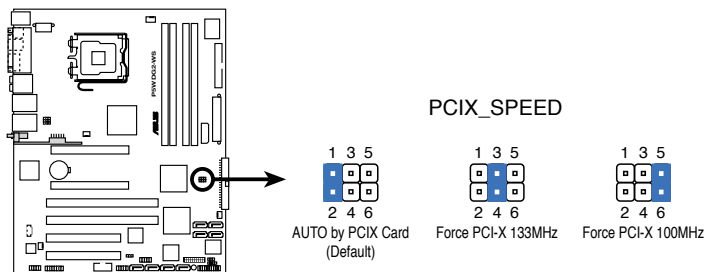 P5W DG2-WS
ASUS
PCIX_SPEED
1 3 5
2 4 6
AUTO by PCIX Card
(Default)
1 3 5
2 4 6
Force PCI-X 133MHz
1 3 5
2 4 6
Force PCI-X 100MHz